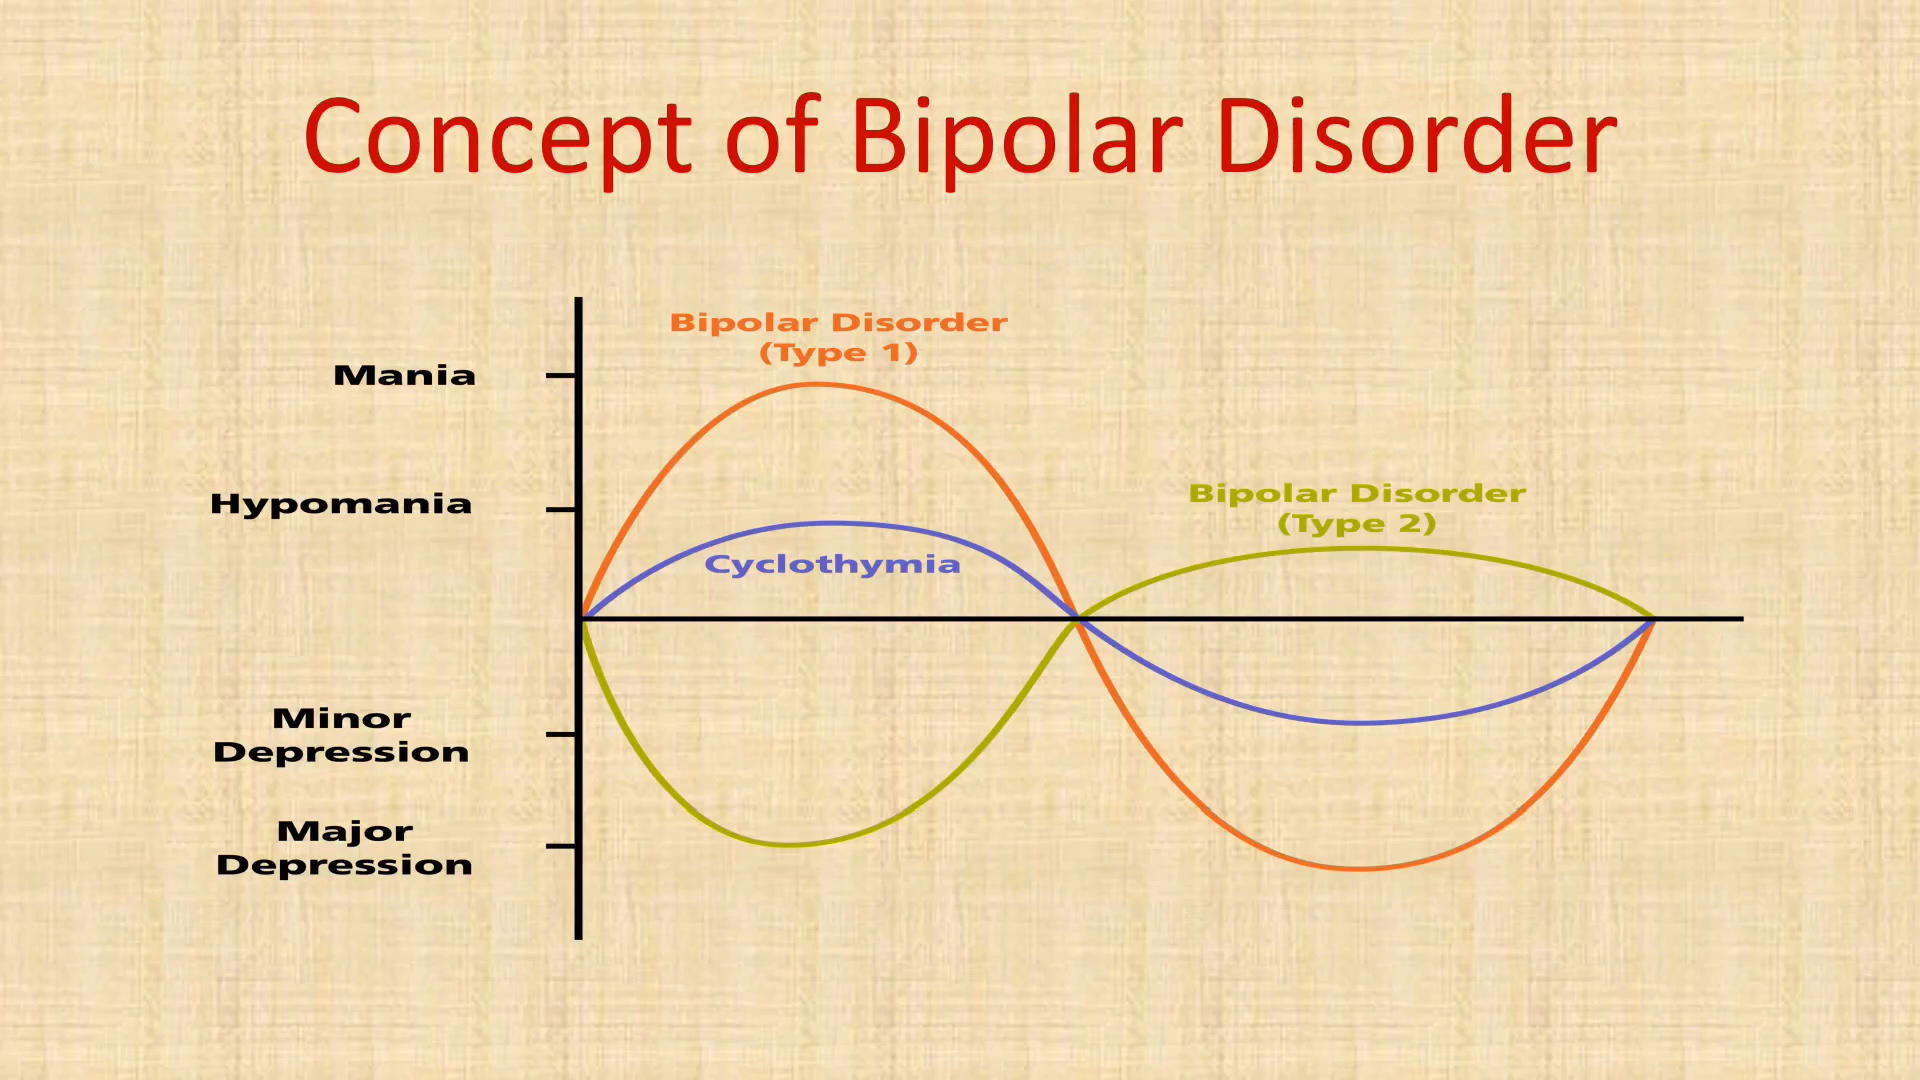 Concept of Bipolar Disorder
Bipolar Disorder
(Type 1)
Mania
Hypomania
Bipolar Disorder
(Type 2)
Cyclothymia
Minor
Depression
Major
Depression